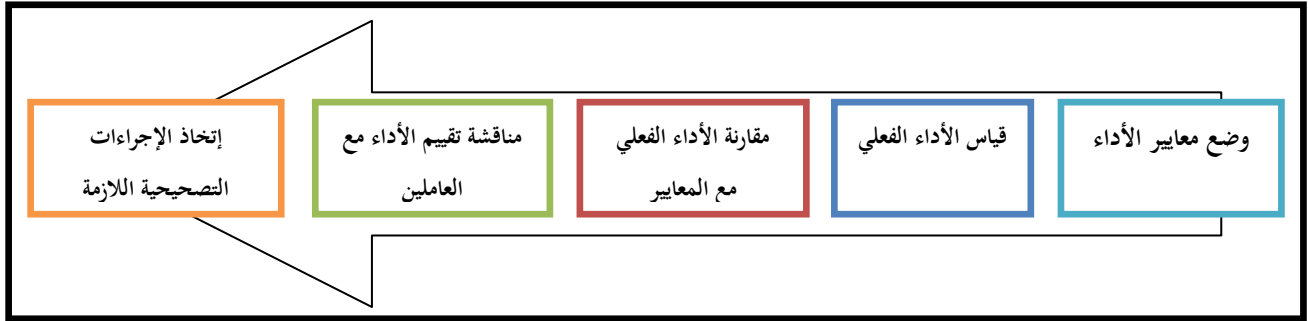 وضع معايير الأداء
قياس الأداء الفعلي
مقارنة الأداء الفعلي
مع المعايير
مناقشة تقييم الأداء مع
العاملين
إتخاذ الإجراءات
التصحيحية اللازمة